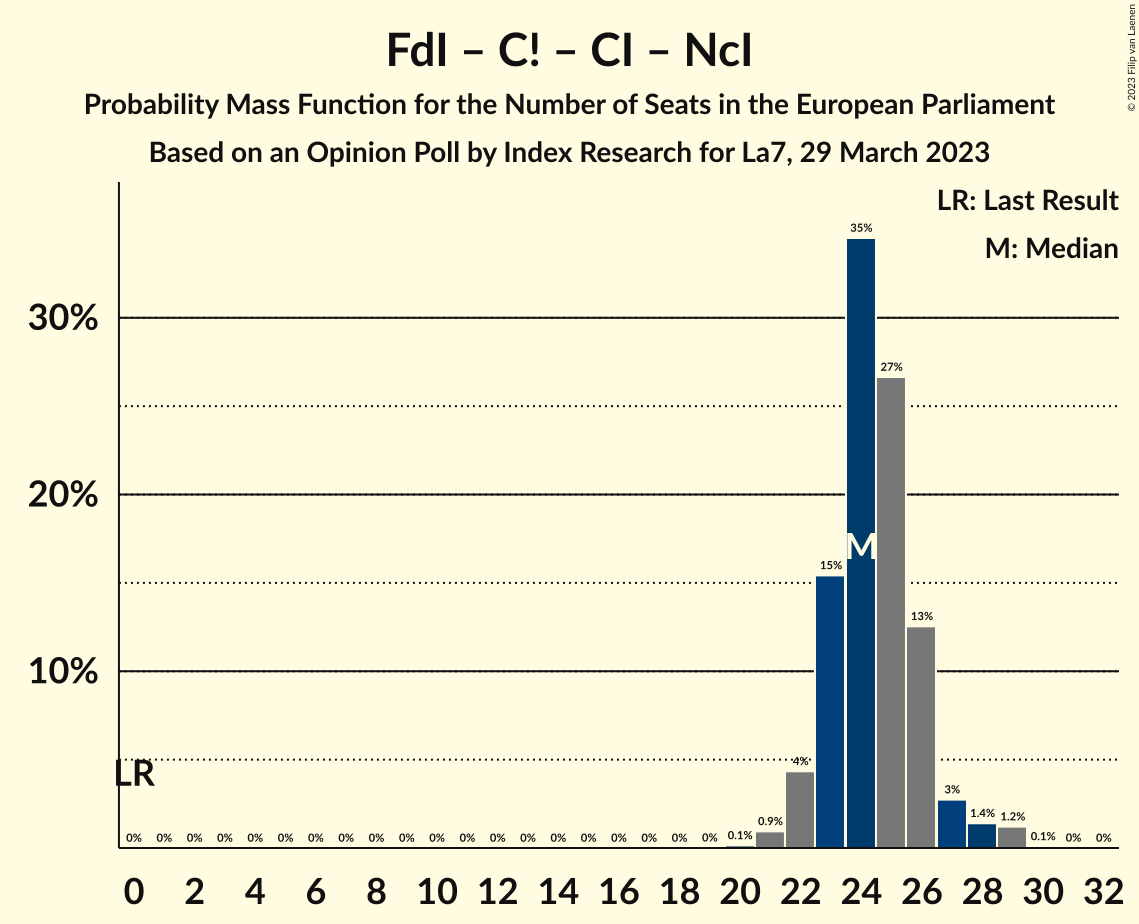 FdI – C! – CI – NcI
Probability Mass Function for the Number of Seats in the European Parliament
Based on an Opinion Poll by Index Research for La7, 29 March 2023
© 2023 Filip van Laenen
LR: Last Result
M: Median
30%
20%
10%
LR
M
0% 0% 0% 0% 0% 0% 0% 0% 0% 0% 0% 0% 0% 0% 0% 0% 0% 0% 0% 0% 0.1% 0.9% 4% 15% 35% 27% 13% 3% 1.4% 1.2% 0.1% 0% 0%
0 2 4 6 8 10 12 14 16 18 20 22 24 26 28 30 32